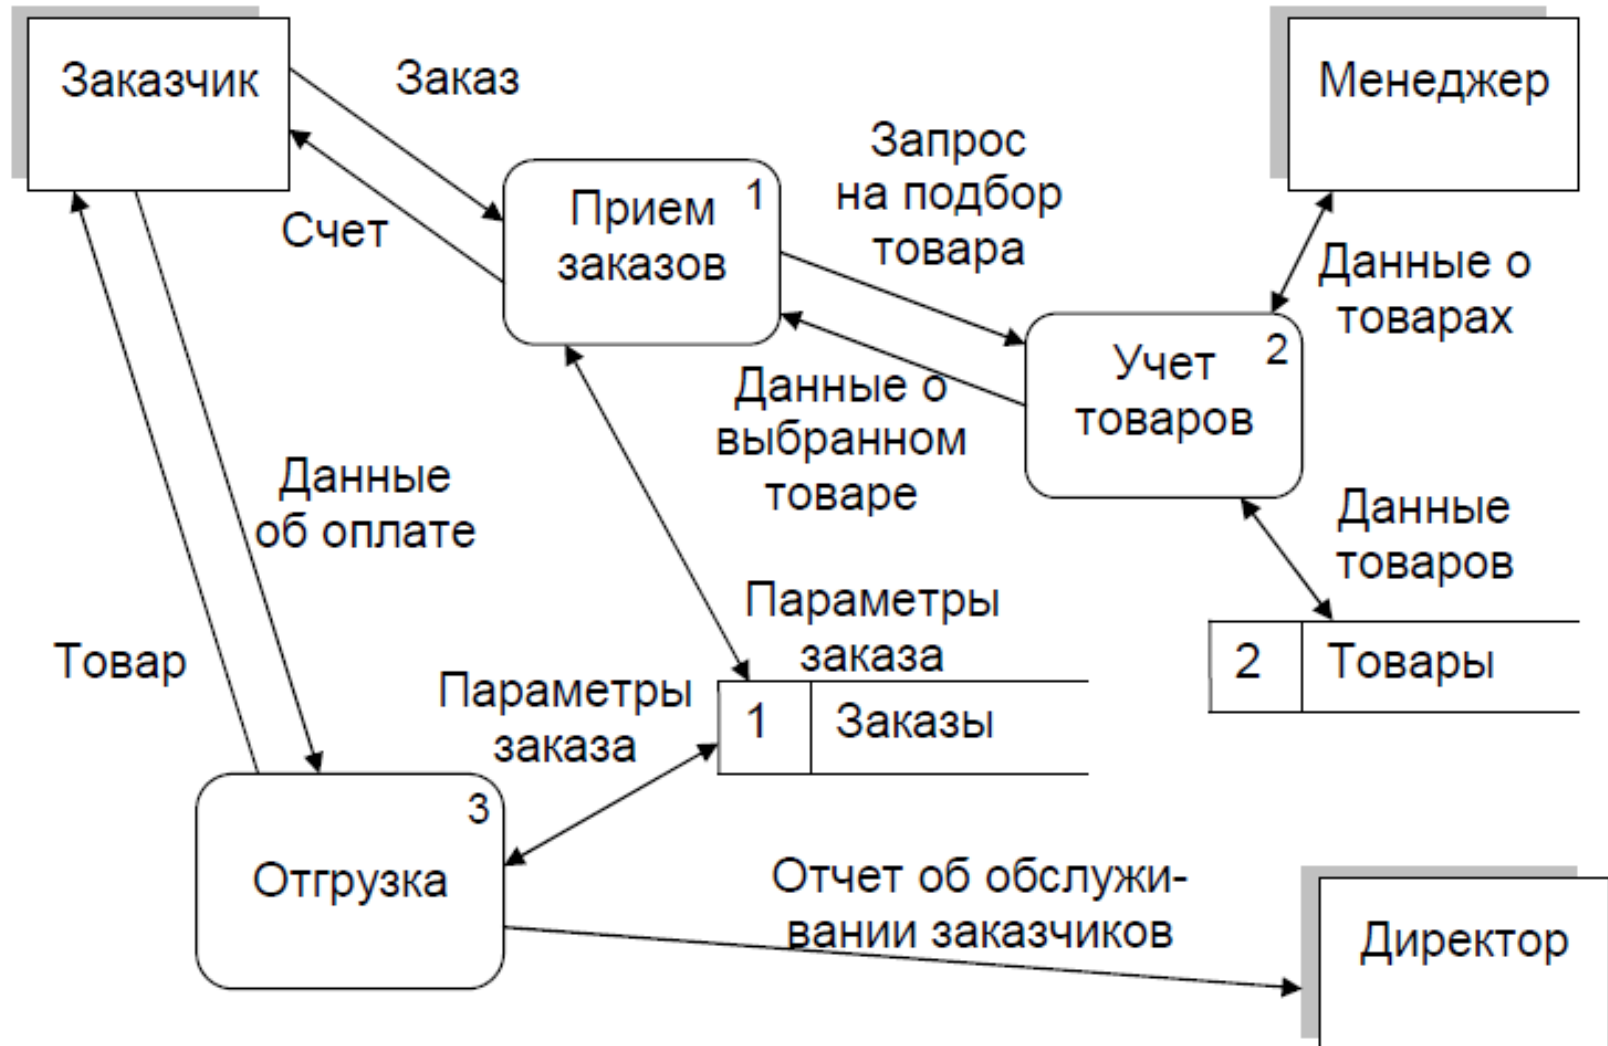 Заказчик
Заказ
Менеджер
Запрос
на подбор
товара
1
Прием
заказов
Счет
Данные о
товарах
2
Учет
товаров
Данные о
выбранном
товаре
Данные
об оплате
Данные
товаров
Параметры
заказа
Товар
Параметры
заказа
2
Товары
1
Заказы
3
Отгрузка
Отчет об обслужи-
вании заказчиков
Директор